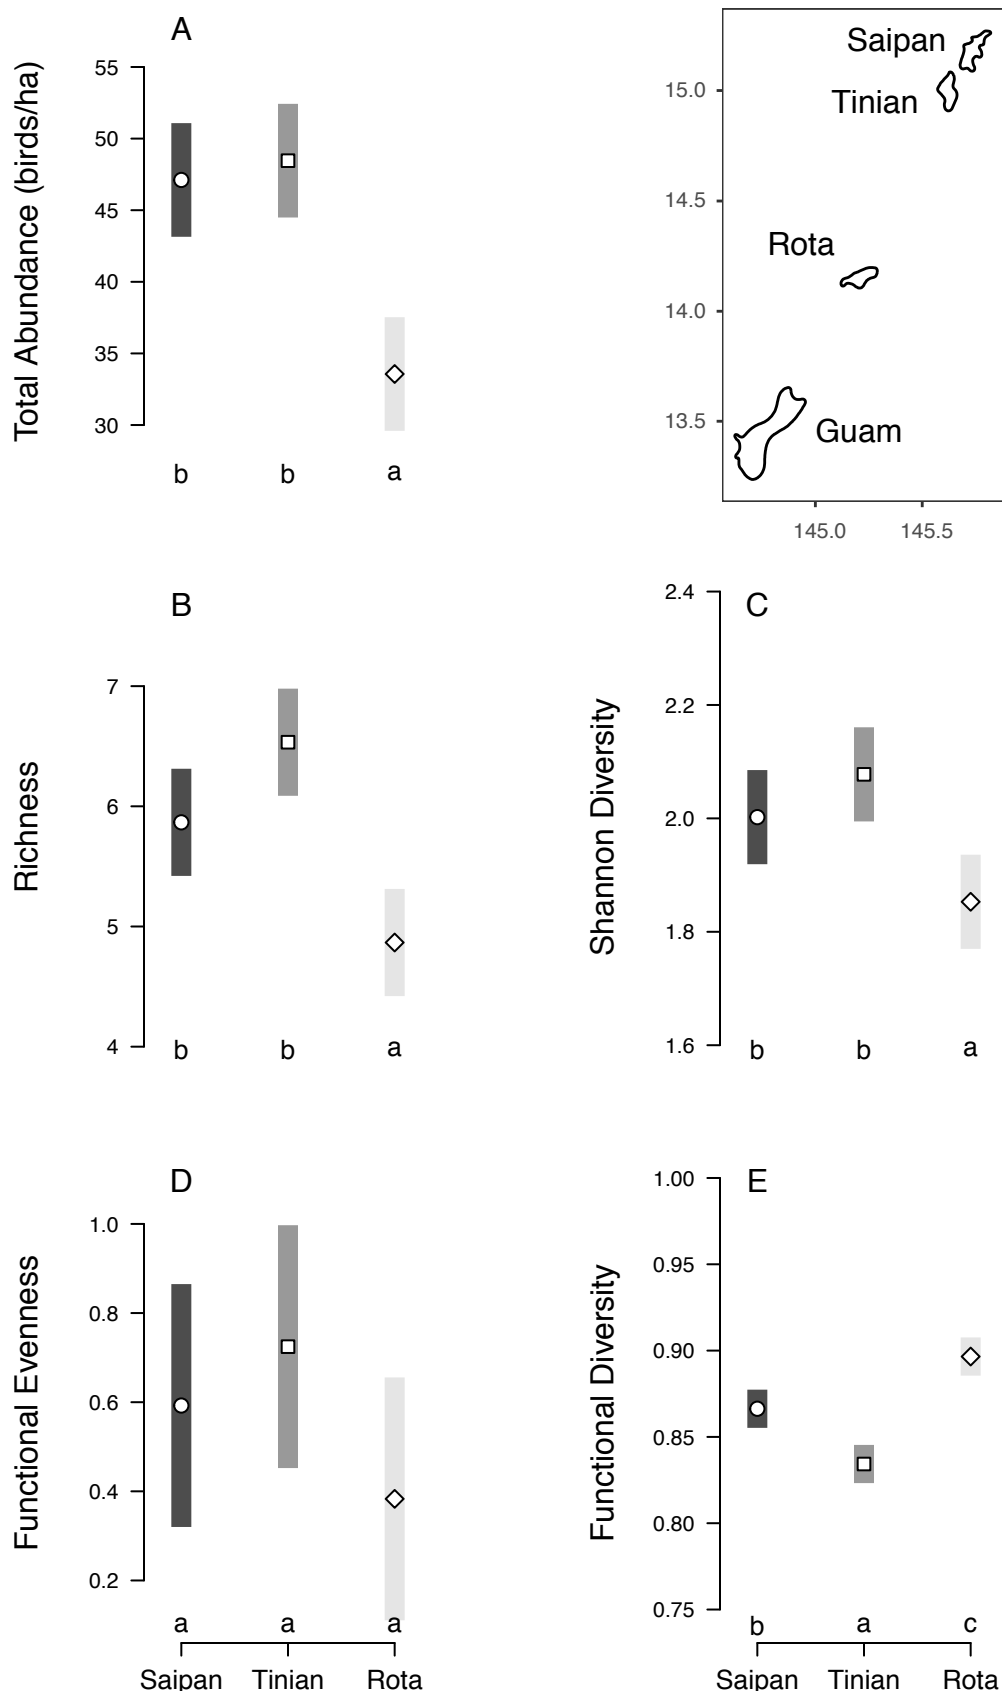 A
Total Abundance (birds/ha)
55
50
45
40
35
30
b b a
Saipan
Tinian
Rota
Guam
15.0
14.5
14.0
13.5
145.0 145.5
B
Richness
7
6
5
4
b b a
C
Shannon Diversity
2.4
2.2
2.0
1.8
1.6
b b a
D
Functional Evenness
1.0
0.8
0.6
0.4
0.2
a a a
Saipan Tinian Rota
E
Functional Diversity
1.00
0.95
0.90
0.85
0.80
0.75
b a c
Saipan Tinian Rota